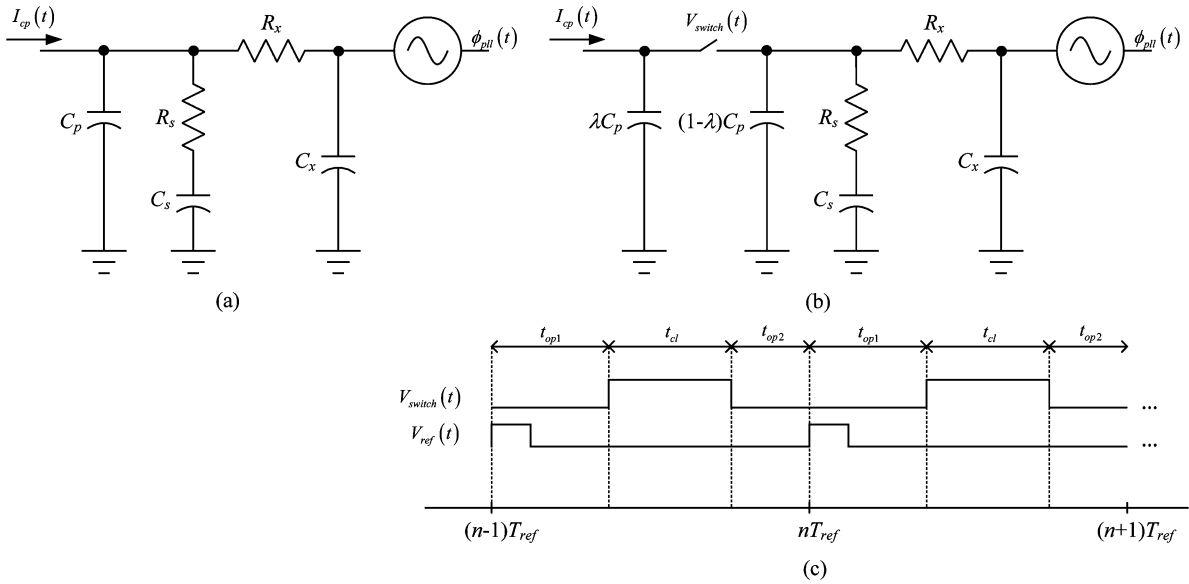 I_cp(t)
R_x
ϕ_pll(t)
C_p
R_s
C_x
C_s
(a)
I_cp(t)
V_switch(t)
R_x
ϕ_pll(t)
λC_p
(1-λ)C_p
R_s
C_x
C_s
(b)
t_op1
t_cl
t_op2
t_op1
t_cl
t_op2
V_switch(t)
...
V_ref(t)
...
(n-1)T_ref
nT_ref
(n+1)T_ref
(c)